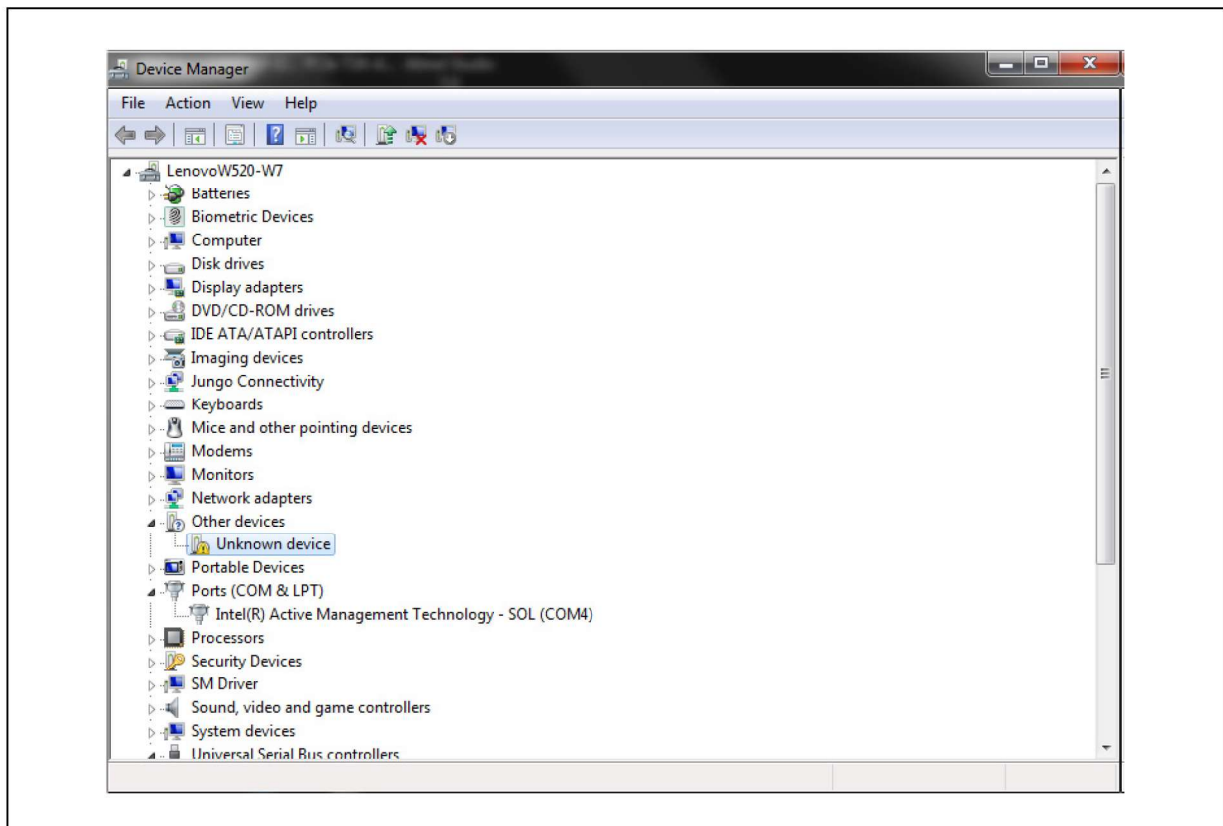 Device Manager
File Action View Help
LenovoW520-W7
Batteries
Biometric Devices
Computer
Disk drives
Display adapters
DVD/CD-ROM drives
IDE ATA/ATAPI controllers
Imaging devices
Jungo Connectivity
Keyboards
Mice and other pointing devices
Modems
Monitors
Network adapters
Other devices
Unknown device
Portable Devices
Ports (COM & LPT)
Intel(R) Active Management Technology - SOL (COM4)
Processors
Security Devices
SM Driver
Sound, video and game controllers
System devices
Universal Serial Bus controllers